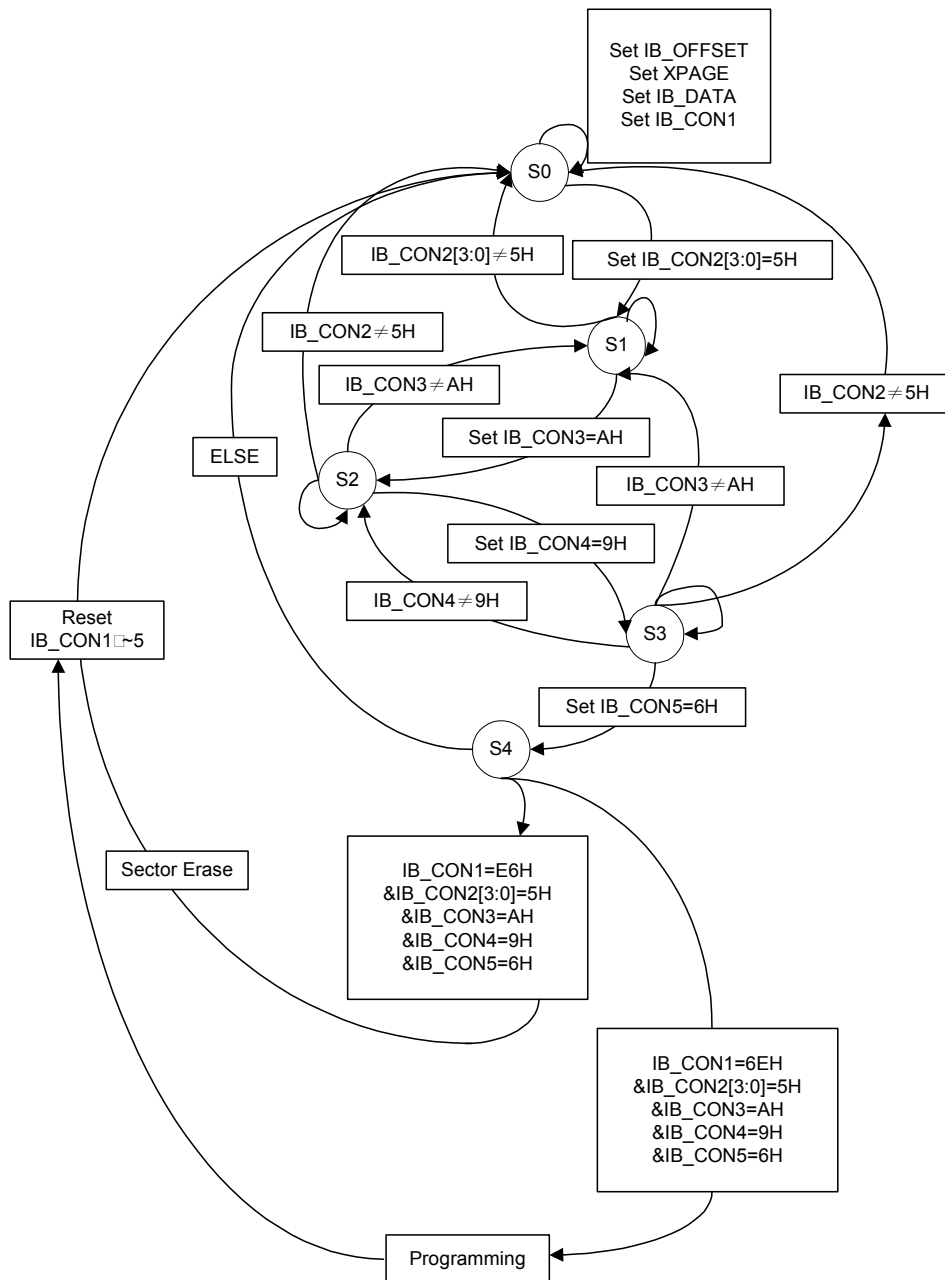 Set IB_OFFSET
Set XPAGE
Set IB_DATA
Set IB_CON1
S0
IB_CON2[3:0]≠5H
Set IB_CON2[3:0]=5H
IB_CON2≠5H
S1
IB_CON3≠AH
IB_CON2≠5H
Set IB_CON3=AH
ELSE
S2
IB_CON3≠AH
Set IB_CON4=9H
IB_CON4≠9H
Reset
IB_CON1□~5
S3
Set IB_CON5=6H
S4
Sector Erase
IB_CON1=E6H
&IB_CON2[3:0]=5H
&IB_CON3=AH
&IB_CON4=9H
&IB_CON5=6H
IB_CON1=6EH
&IB_CON2[3:0]=5H
&IB_CON3=AH
&IB_CON4=9H
&IB_CON5=6H
Programming